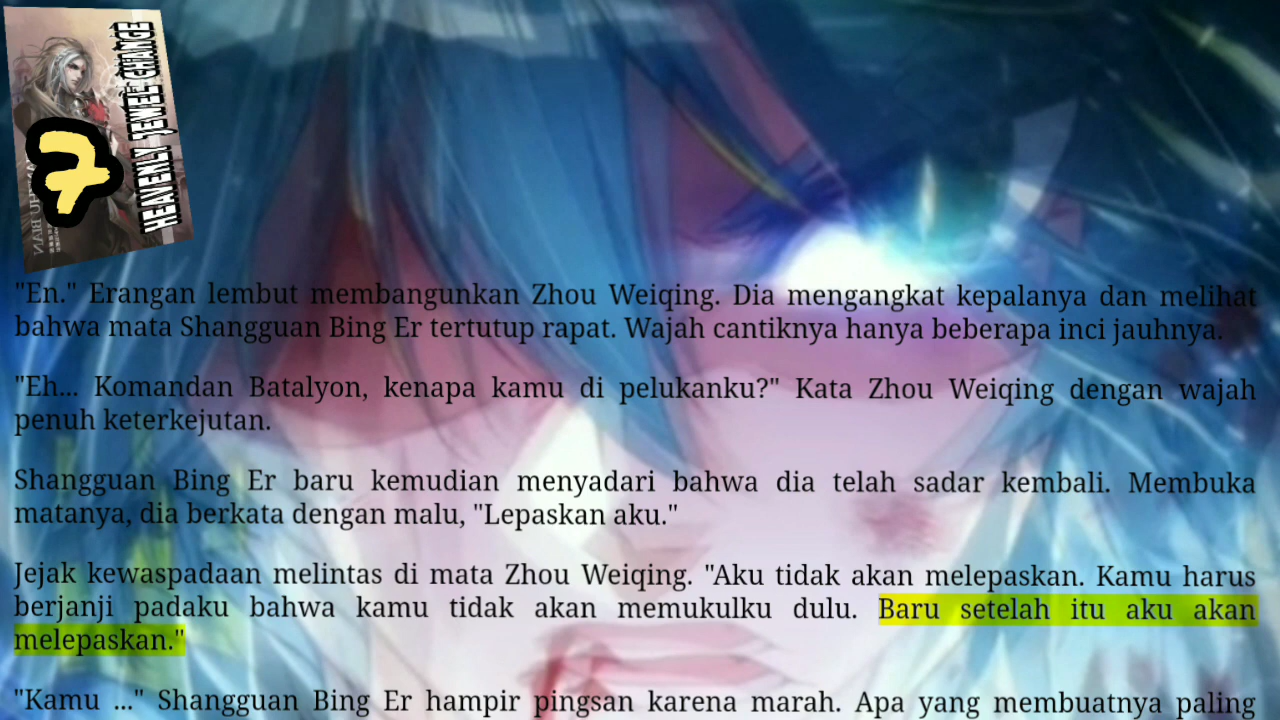 HEAVENLY JEWEL CHANGE
7
"En." Erangan lembut membangunkan Zhou Weiqing. Dia mengangkat kepalanya dan melihat
bahwa mata Shangguan Bing Er tertutup rapat. Wajah cantiknya hanya beberapa inci jauhnya.
"Eh... Komandan Batalyon, kenapa kamu di pelukanku?" Kata Zhou Weiqing dengan wajah
penuh keterkejutan.
Shangguan Bing Er baru kemudian menyadari bahwa dia telah sadar kembali. Membuka
matanya, dia berkata dengan malu, "Lepaskan aku."
Jejak kewaspadaan melintas di mata Zhou Weiqing. "Aku tidak akan melepaskan. Kamu harus
berjanji padaku bahwa kamu tidak akan memukulku dulu. Baru setelah itu aku akan
melepaskan."
"Kamu ..." Shangguan Bing Er hampir pingsan karena marah. Apa yang membuatnya paling